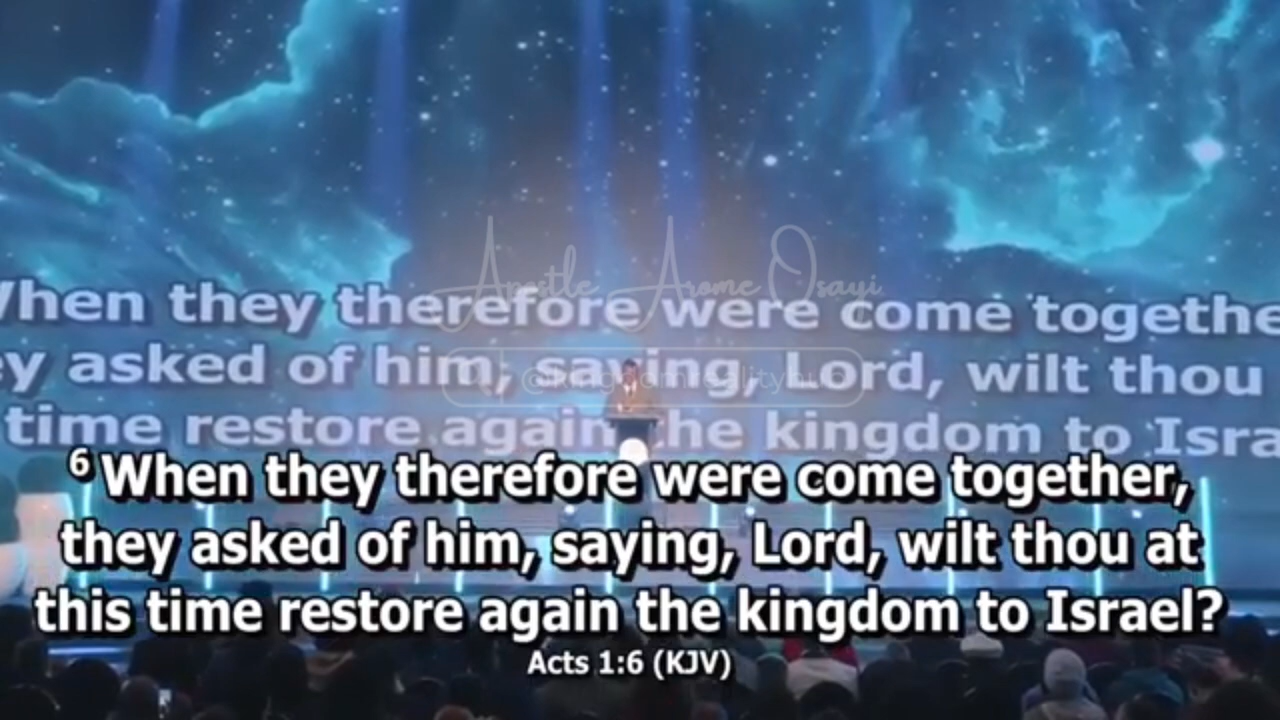 When they therefore were come togethe
ey asked of him, saying, Lord, wilt thou
time restore again the kingdom to Isra
Apostle Arome Osayi
6 When they therefore were come together,
they asked of him, saying, Lord, wilt thou at
this time restore again the kingdom to Israel?
Acts 1:6 (KJV)